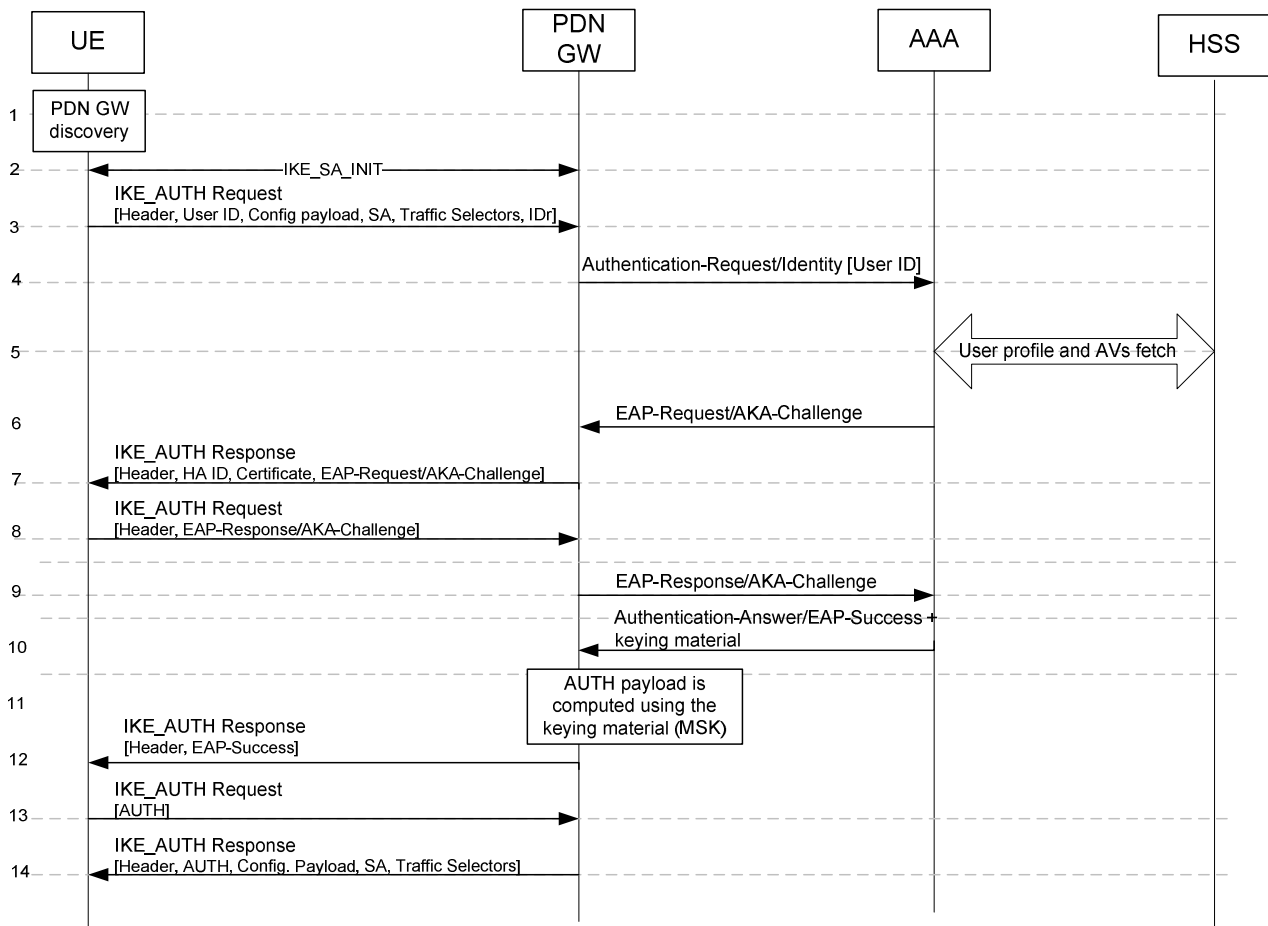 UE
PDN
GW
AAA
HSS
1
PDN GW
discovery
2
IKE_SA_INIT
IKE_AUTH Request
[Header, User ID, Config payload, SA, Traffic Selectors, IDr]
3
Authentication-Request/Identity [User ID]
4
5
User profile and AVs fetch
EAP-Request/AKA-Challenge
6
IKE_AUTH Response
[Header, HA ID, Certificate, EAP-Request/AKA-Challenge]
7
IKE_AUTH Request
[Header, EAP-Response/AKA-Challenge]
8
EAP-Response/AKA-Challenge
9
Authentication-Answer/EAP-Success +
keying material
10
AUTH payload is
computed using the
keying material (MSK)
11
IKE_AUTH Response
[Header, EAP-Success]
12
IKE_AUTH Request
[AUTH]
13
IKE_AUTH Response
[Header, AUTH, Config. Payload, SA, Traffic Selectors]
14